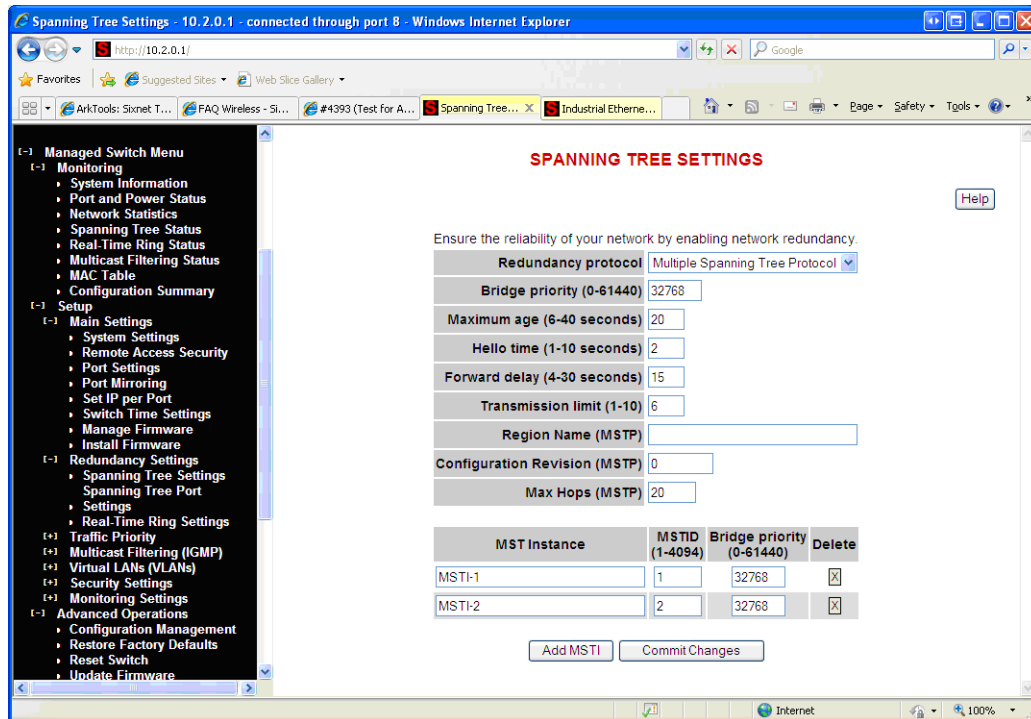 Spanning Tree Settings - 10.2.0.1 - connected through port 8 - Windows Internet Explorer
http://10.2.0.1/
Google
Favorites
Suggested Sites
Web Slice Gallery
ArkTools: Sixnet T...
FAQ Wireless - Si...
#4393 (Test for A...
Spanning Tree...
Industrial Etherne...
Page
Safety
Tools
[-] Managed Switch Menu
[-] Monitoring
System Information
Port and Power Status
Network Statistics
Spanning Tree Status
Real-Time Ring Status
Multicast Filtering Status
MAC Table
Configuration Summary
[-] Setup
[-] Main Settings
System Settings
Remote Access Security
Port Settings
Port Mirroring
Set IP per Port
Switch Time Settings
Manage Firmware
Install Firmware
[-] Redundancy Settings
Spanning Tree Settings
Spanning Tree Port
Settings
Real-Time Ring Settings
[+] Traffic Priority
[+] Multicast Filtering (IGMP)
[+] Virtual LANs (VLANs)
[+] Security Settings
[+] Monitoring Settings
[-] Advanced Operations
Configuration Management
Restore Factory Defaults
Reset Switch
Update Firmware
SPANNING TREE SETTINGS
Help
Ensure the reliability of your network by enabling network redundancy.
Redundancy protocol Multiple Spanning Tree Protocol
Bridge priority (0-61440) 32768
Maximum age (6-40 seconds) 20
Hello time (1-10 seconds) 2
Forward delay (4-30 seconds) 15
Transmission limit (1-10) 6
Region Name (MSTP)
Configuration Revision (MSTP) 0
Max Hops (MSTP) 20
MST Instance MSTID (1-4094) Bridge priority (0-61440) Delete
MSTI-1 1 32768 X
MSTI-2 2 32768 X
Add MSTI Commit Changes
Internet 100%